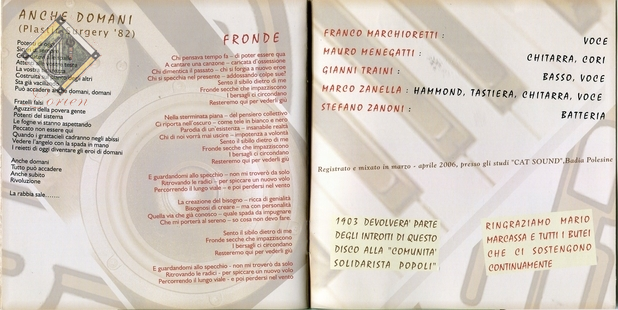 ANCHE DOMANI
(Plastic Surgery '82)
Potenti di oggi
Costruita
Sta già vacill
Può accadere anche domani, domani
Fratelli falsi
Aguzzini della povera gente
Potenti del sistema
Le fogne vi stanno aspettando
Peccato non essere qui
Quando i grattacieli cadranno negli abissi
Vedere l'angelo con la spada in mano
I reietti di oggi diventare gli eroi di domani
Anche domani
Tutto può accadere
Anche subito
Rivoluzione
La rabbia sale.......
FRONDE
Chi pensava tempo fa - di poter essere qua
A cantare una canzone - caricata d'ossessione
Chi dimentica il passato - chi si forgia a nuovo eroe
Chi si specchia nel presente - addossando colpe sue?
Sento il sibilo dietro di me
Fronde secche che impazziscono
I bersagli ci circondano
Resteremo qui per vederli giù
Nella sterminata piana - del pensiero collettivo
Ci riporta nell'oscuro - come tele in bianco e nero
Parodia di un'esistenza - insanabile realtà
Chi di noi vorrà mai uscire - impotenità a volontà
Sento il sibilo dietro di me
Fronde secche che impazziscono
I bersagli ci circondano
Resteremo qui per vederli giù
E guardandomi allo specchio - non mi troverò da solo
Ritrovando le radici - per spiccare un nuovo volo
Percorrendo il lungo viale - e poi perdersi nel vento
La creazione del bisogno - ricca di genialità
Bisognosi di creare - ma con personalità
Quella vis che già conosco - quale spada da impugnare
Che mi porterà al sereno - so cosa non devo fare.
Sento il sibilo dietro di me
Fronde secche che impazziscono
I bersagli ci circondano
Resteremo qui per vederli giù
E guardandomi allo specchio - non mi troverò da solo
Ritrovando le radici - per spiccare un nuovo volo
Percorrendo il lungo viale - e poi perdersi nel vento
FRANCO MARCHIORETTI : VOCE
MAURO MENEGATTI : CHITARRA, CORI
GIANNI TRAINI : BASSO, VOCE
MARCO ZANELLA : HAMMOND, TASTIERA, CHITARRA, VOCE
STEFANO ZANONI : BATTERIA
Registrato e mixato in marzo - aprile 2006, presso gli studi "CAT SOUND", Badia Polesine
1903 DEVOLVERA' PARTE
DEGLI INTROITI DI QUESTO
DISCO ALLA "COMUNITA'
SOLIDARISTA POPOLI"
RINGRAZIAMO MARIO
MARCASSA E TUTTI I BUTEI
CHE CI SOSTENGONO
CONTINUAMENTE